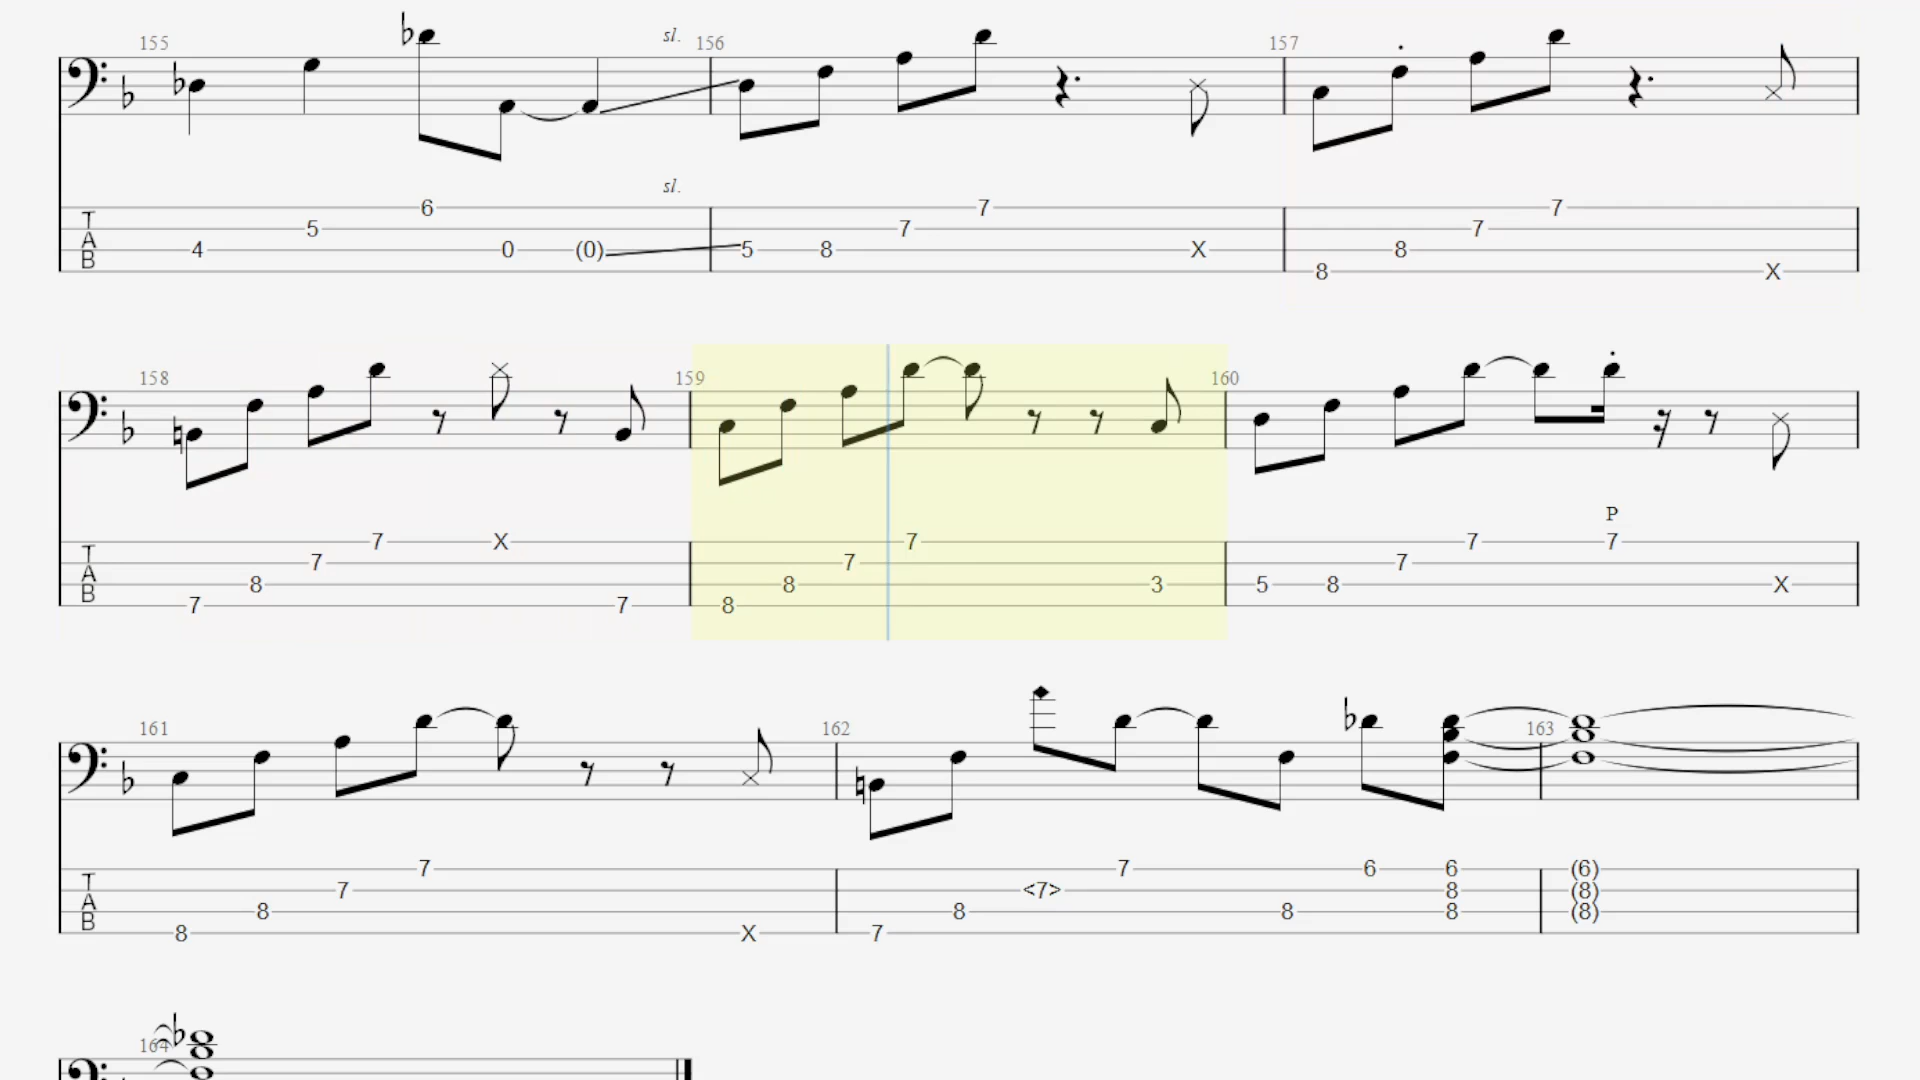 155 sl. 156 157
sl.
6 7 7
5 7 7
4 0 (0) 5 8 X 8
8 X
158 159 160
P
7 X 7 7 7
7 7 7
8 8 3 5 8 X
7 7 8
161 162 163
7 7 6 6 (6)
7 <7> 8 (8)
8 8 8 8 (8)
8 X 7
164
T
A
B
T
A
B
T
A
B